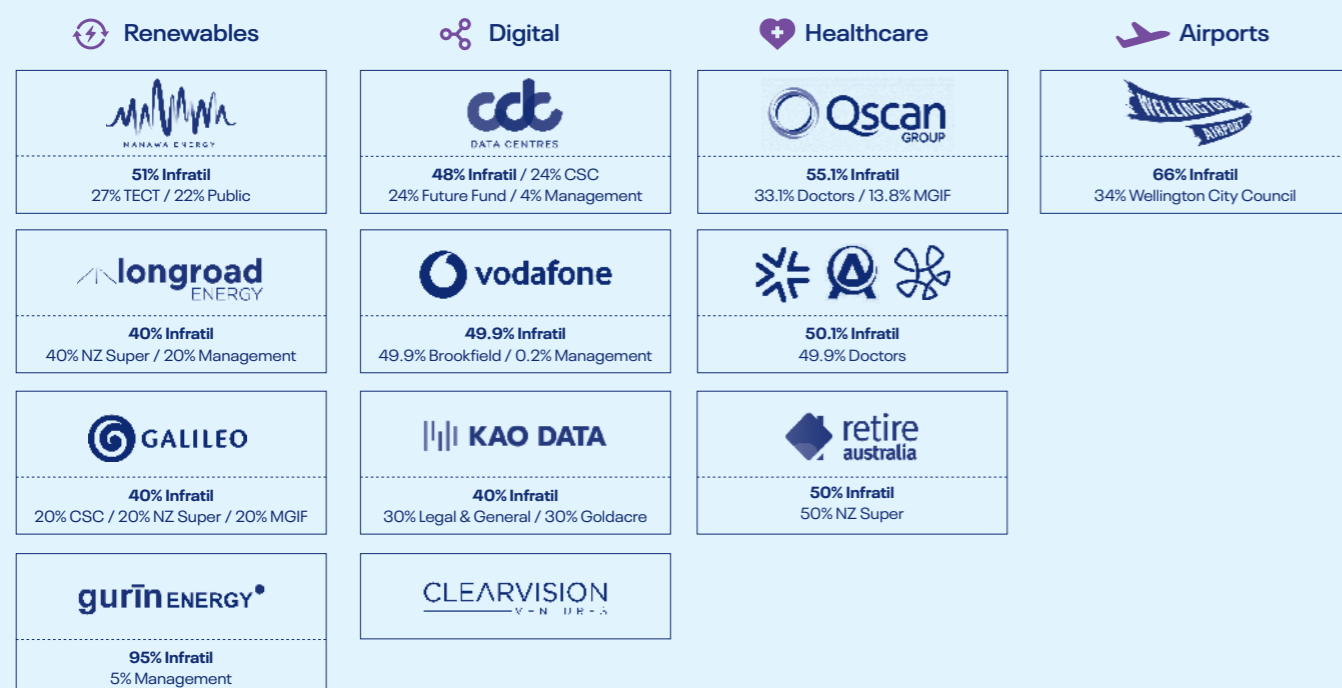 Renewables
MANAWA ENERGY
51% Infratil
27% TECT / 22% Public
longroad
ENERGY
40% Infratil
40% NZ Super / 20% Management
GALILEO
40% Infratil
20% CSC / 20% NZ Super / 20% MGIF
gurīn ENERGY
95% Infratil
5% Management
Digital
cdc
DATA CENTRES
48% Infratil / 24% CSC
24% Future Fund / 4% Management
vodafone
49.9% Infratil
49.9% Brookfield / 0.2% Management
KAO DATA
40% Infratil
30% Legal & General / 30% Goldacre
CLEARVISION
VENTURES
Healthcare
Qscan
GROUP
55.1% Infratil
33.1% Doctors / 13.8% MGIF
50.1% Infratil
49.9% Doctors
retire
australia
50% Infratil
50% NZ Super
Airports
WELLINGTON
AIRPORT
66% Infratil
34% Wellington City Council